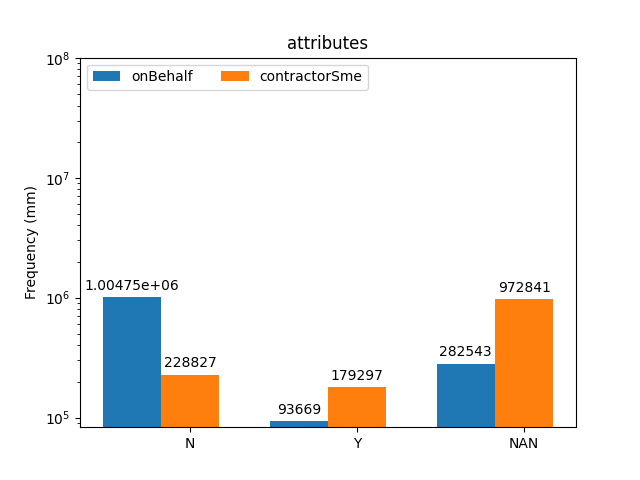 attributes
onBehalf contractorSme
Frequency (mm)
10^8
10^7
10^6
10^5
1.00475e+06
228827
93669
179297
282543
972841
N Y NAN